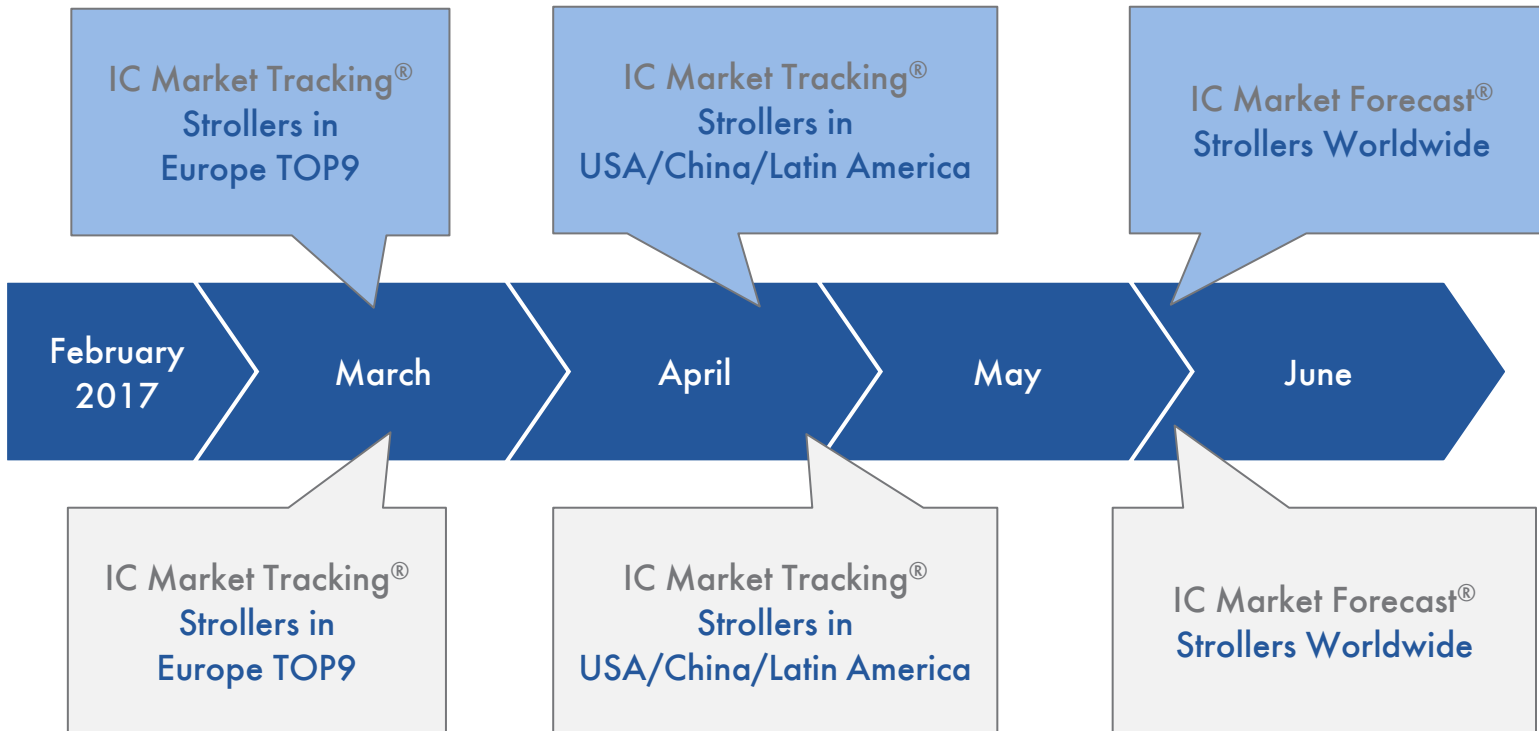 IC Market Tracking®
Strollers in
Europe TOP9
IC Market Tracking®
Strollers in
USA/China/Latin America
IC Market Forecast®
Strollers Worldwide
February
2017
March
April
May
June
IC Market Tracking®
Strollers in
Europe TOP9
IC Market Tracking®
Strollers in
USA/China/Latin America
IC Market Forecast®
Strollers Worldwide